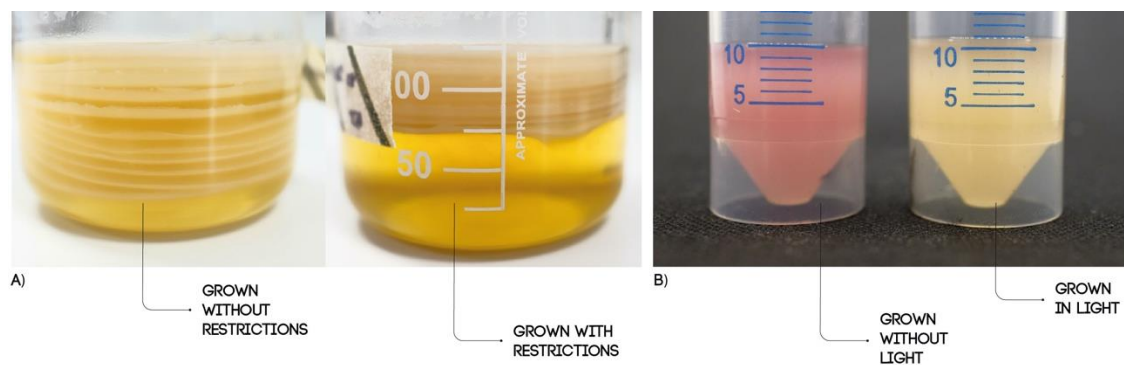 00
50
APPROXIMATE VOL
10
5
10
5
A)
GROWN
WITHOUT
RESTRICTIONS
GROWN WITH
RESTRICTIONS
B)
GROWN
WITHOUT
LIGHT
GROWN
IN LIGHT